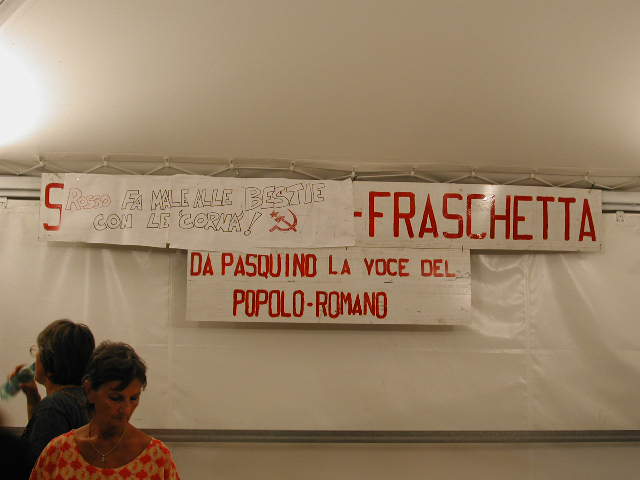 S Rosso FA MALE ALLE BESTIE
CON LE "CORNA"!
-FRASCHETTA
DA PASQUINO LA VOCE DEL
POPOLO-ROMANO